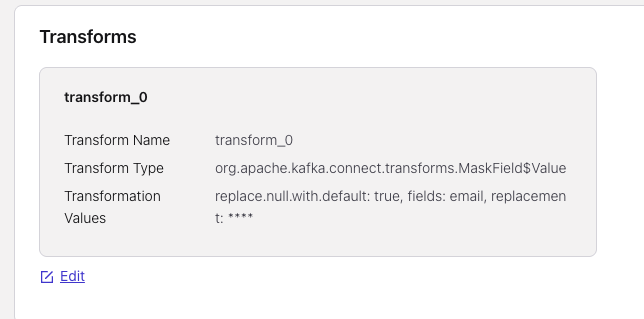 Transforms
transform_0
Transform Name transform_0
Transform Type org.apache.kafka.connect.transforms.MaskField$Value
Transformation Values replace.null.with.default: true, fields: email, replacemen
t: ****
Edit